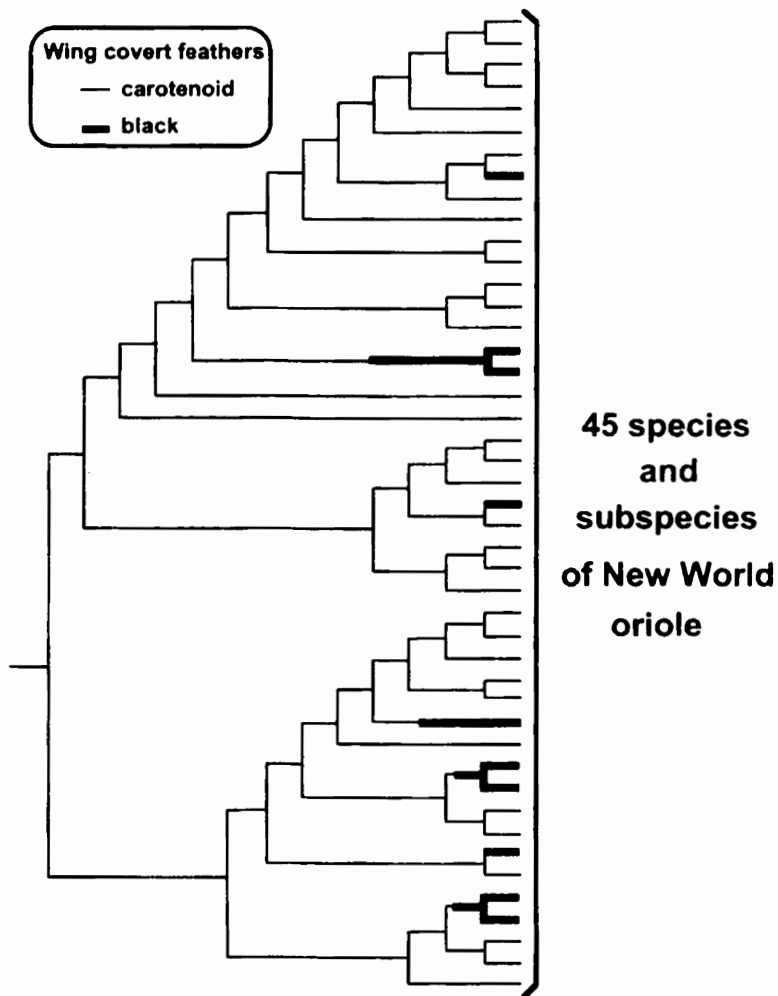 Wing covert feathers
carotenoid
black
45 species
and
subspecies
of New World
oriole